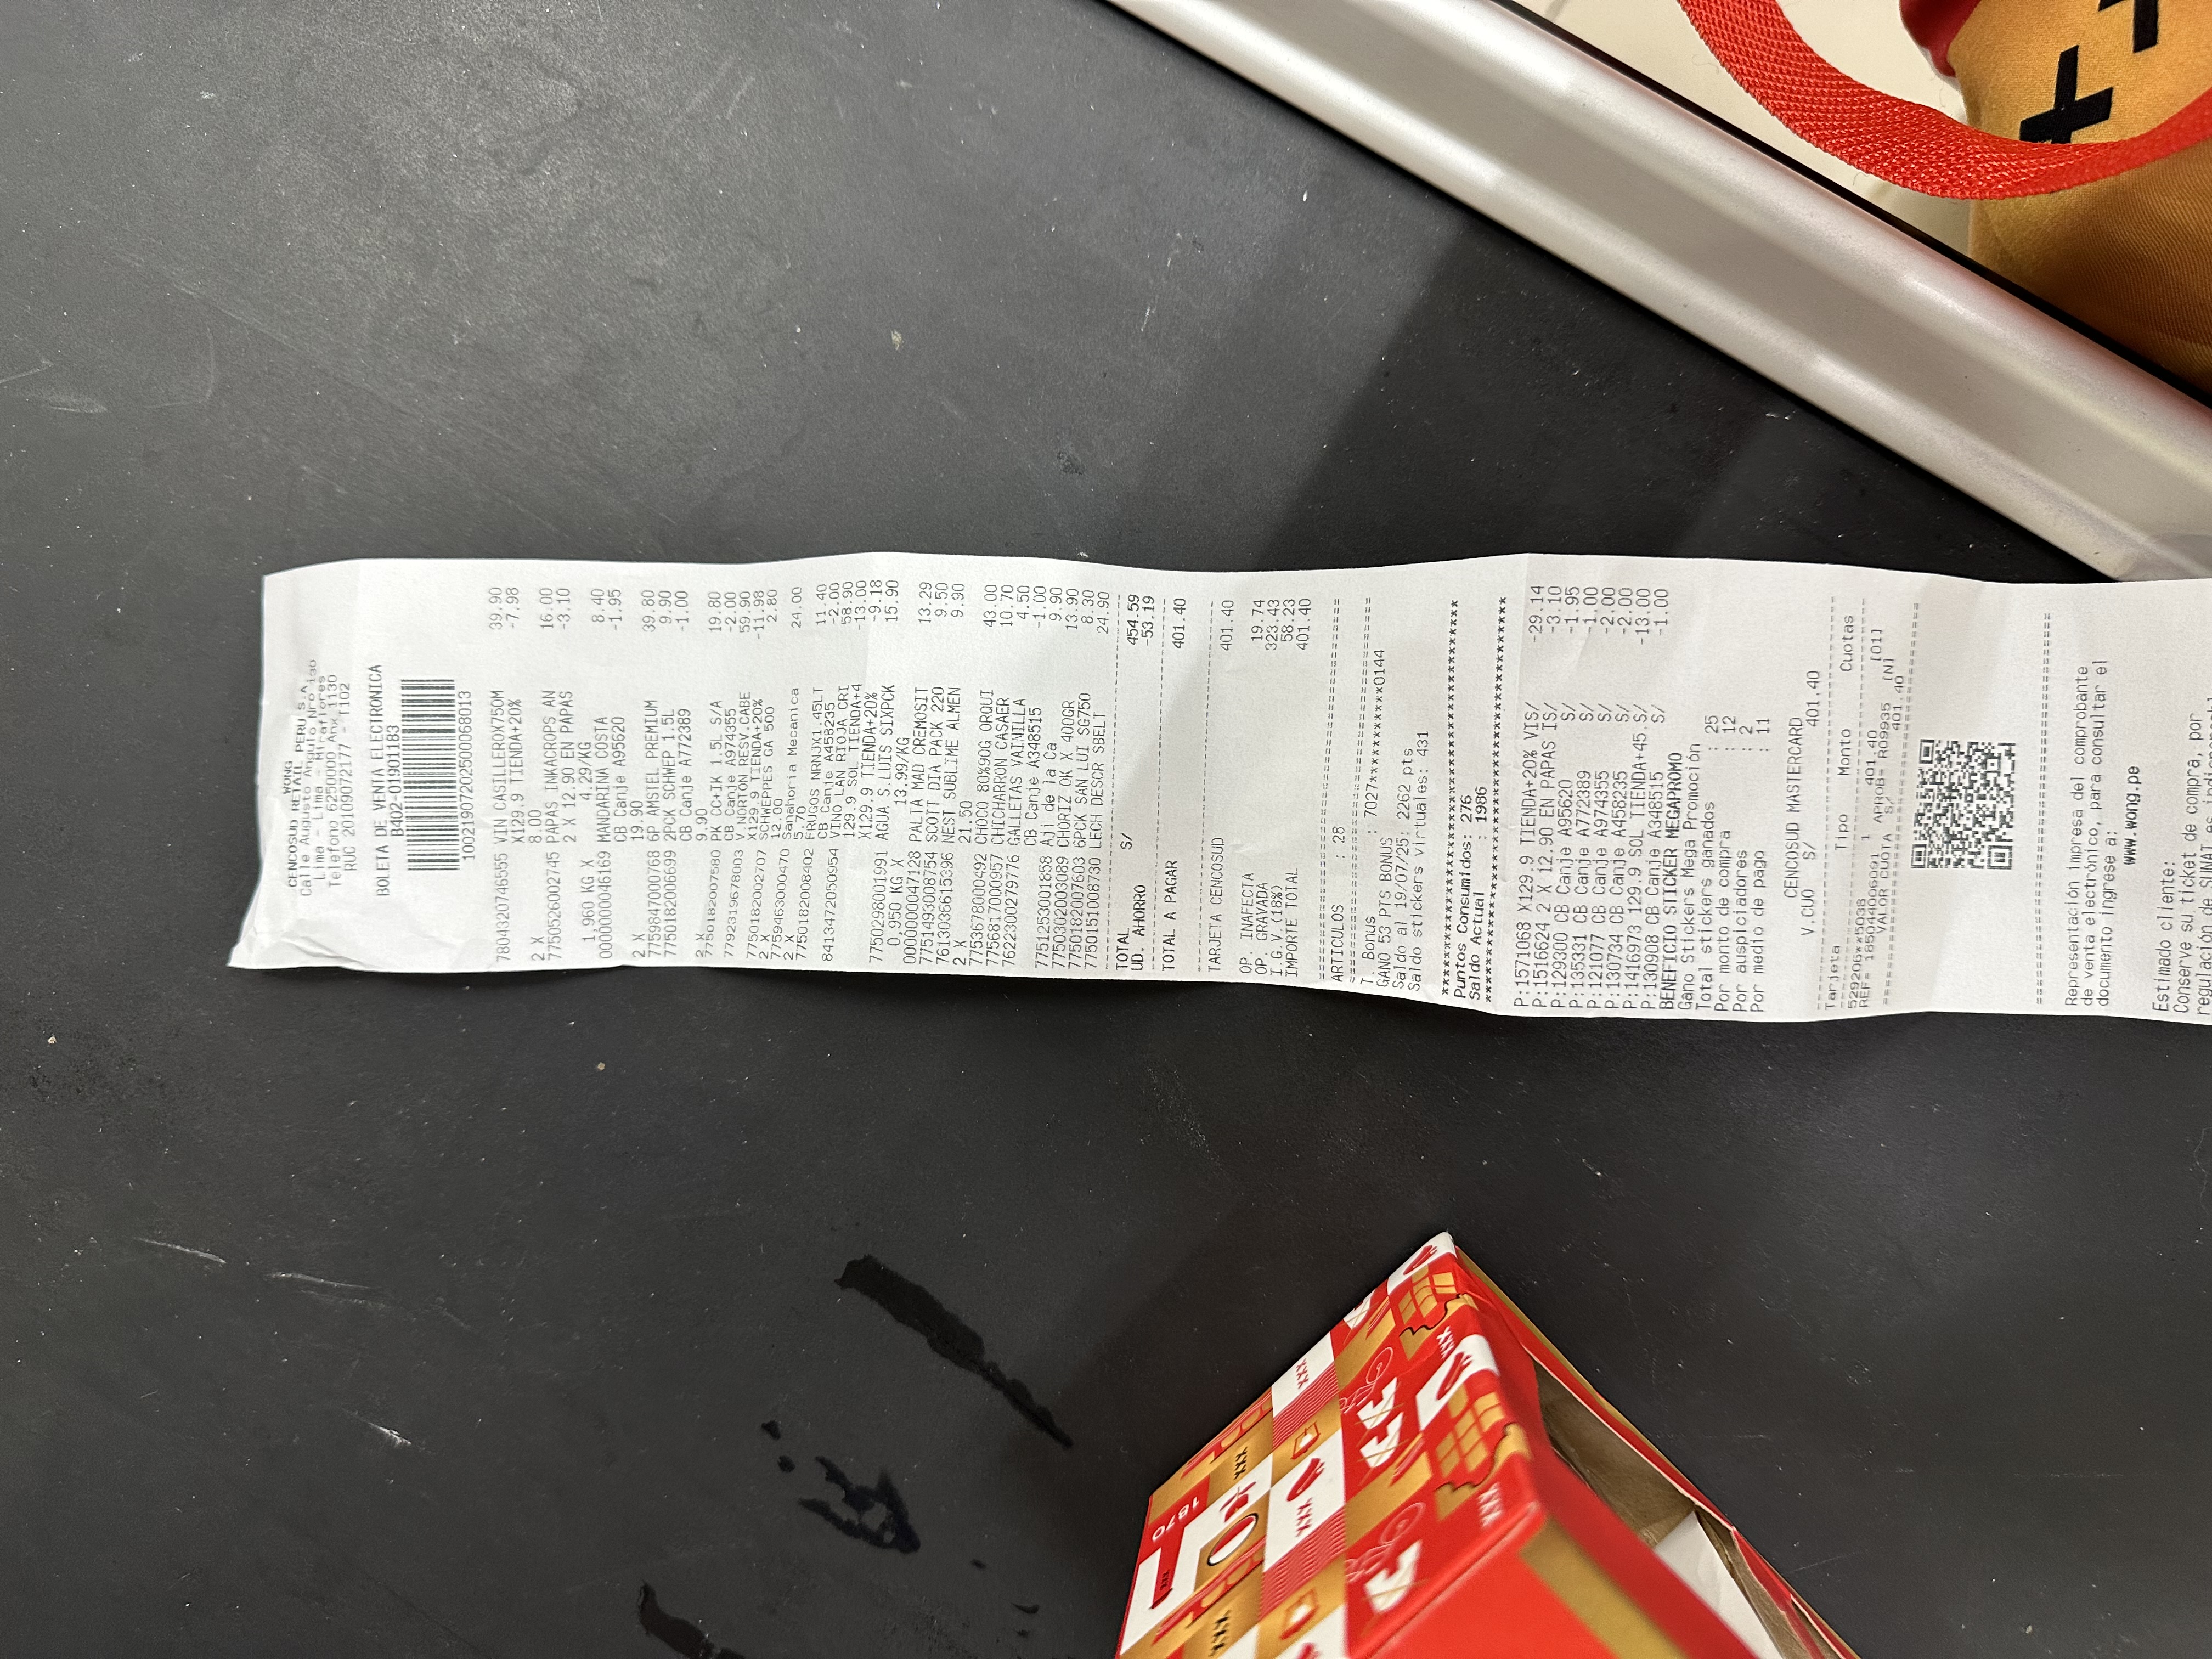 WONG
CENCOSUD RETAIL PERU S.A.
Calle Augusto Angulo Nro 130
Lima - Lima - Miraflores
Telefono 6250000 Anx 1130
RUC 20109072177 - T102
BOLETA DE VENTA ELECTRONICA
B402-01901183
10021907202500068013
7804320746555 VIN CASILLEROX750M 39.90
X129.9 TIENDA+20% -7.98
2 X 8.00
7750526002745 PAPAS INKACROPS AN 16.00
2 X 12.90 EN PAPAS -3.10
1,960 KG X 4.29/KG
0000000046169 MANDARINA COSTA 8.40
CB Canje A95620 -1.95
2 X 19.90
7759847000768 6P AMSTEL PREMIUM 39.80
7750182006699 2PCK SCHWEP 1.5L 9.90
CB Canje A772389 -1.00
2 X 9.90
7750182007580 PK CC+IK 1.5L S/A 19.80
CB Canje A974355 -2.00
7792319678003 V.NORTON RESV.CABE 59.90
X129.9 TIENDA+20% -11.98
7750182002707 SCHWEPPES GA 500 2.80
2 X 12.00
7759463000470 Sanahoria Mecanica 24.00
2 X 5.70
7750182008402 FRUGOS NRNJX1.45LT 11.40
CB Canje A458235 -2.00
8413472050954 VINO LAN RIOJA CRI 58.90
129.9 SOL TIENDA+4 -13.00
X129.9 TIENDA+20% -9.18
7750298001991 AGUA S.LUIS SIXPCK 15.90
0,950 KG X 13.99/KG
0000000047128 PALTA MAD CREMOSIT 13.29
7751493008754 SCOTT DIA PACK 220 9.50
7613036615396 NEST SUBLIME ALMEN 9.90
2 X 21.50
7753678000492 CHOCO 80%90G ORQUI 43.00
7756817000957 CHICHARRON CASAER 10.70
7622300279776 GALLETAS VAINILLA 4.50
CB Canje A348515 -1.00
7751253001858 Aji de la Ca 9.90
7750302003089 CHORIZ OK X 400GR 13.90
7750182007603 6PCK SAN LUI SG750 8.30
7750151008730 LECH DESCR SBELT 24.90
TOTAL S/ 454.59
UD. AHORRO -53.19
TOTAL A PAGAR 401.40
TARJETA CENCOSUD 401.40
OP. INAFECTA 19.74
OP. GRAVADA 323.43
I.G.V.(18%) 58.23
IMPORTE TOTAL 401.40
ARTICULOS : 28
T. Bonus : 7027***********0144
GANO 53 PTS BONUS
Saldo al 19/07/25: 2262 pts
Saldo stickers virtuales: 431
Puntos Consumidos: 276
Saldo Actual : 1986
P:1571068 X129.9 TIENDA+20% VIS/ -29.14
P:1516624 2 X 12.90 EN PAPAS IS/ -3.10
P:129300 CB Canje A95620 S/ -1.95
P:135331 CB Canje A772389 S/ -1.00
P:121077 CB Canje A974355 S/ -2.00
P:130734 CB Canje A458235 S/ -2.00
P:1416973 129.9 SOL TIENDA+45.S/ -13.00
P:130908 CB Canje A348515 S/ -1.00
BENEFICIO STICKER MEGAPROMO
Gano Stickers Mega Promoción
Total stickers ganados : 25
Por monto de compra : 12
Por auspiciadores : 2
Por medio de pago : 11
CENCOSUD MASTERCARD
V.CUO S/ 401.40
Tarjeta Tipo Monto Cuotas
529206**5038 1 401.40 [01]
REF= 185044006091 APROB= R09935 [N]
VALOR CUOTA S/ 401.40
Representación impresa del comprobante
de venta electrónico, para consultar el
documento ingrese a:
www.wong.pe
Estimado cliente:
Conserve su ticket de compra, por
regulación de SUNAT es